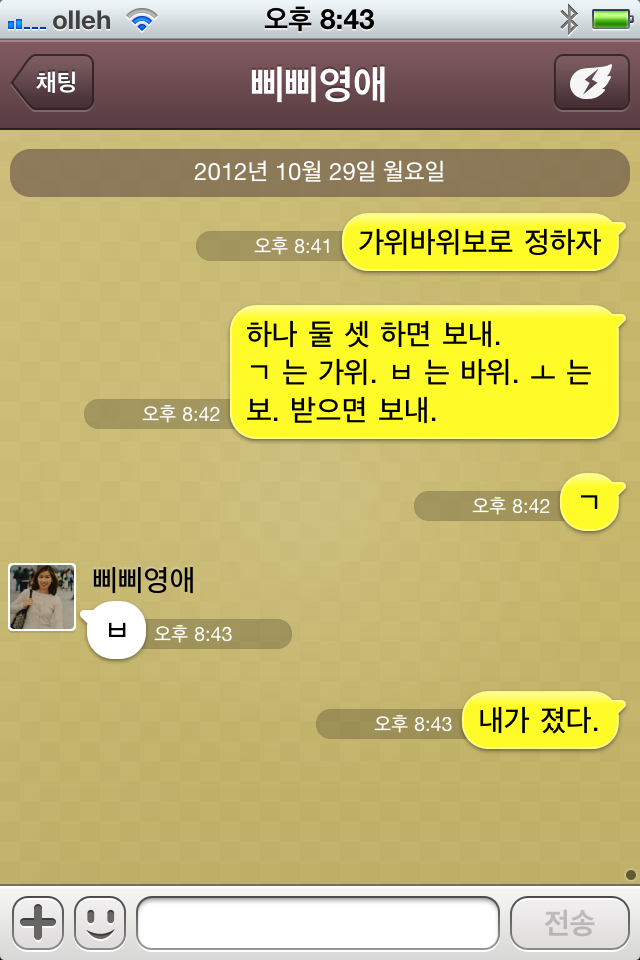 olleh 오후 8:43
채팅 삐삐영애
2012년 10월 29일 월요일
오후 8:41 가위바위보로 정하자
하나 둘 셋 하면 보내.
ㄱ 는 가위. ㅂ 는 바위. ㅗ 는
보. 받으면 보내.
오후 8:42
오후 8:42 ㄱ
삐삐영애
ㅂ 오후 8:43
오후 8:43 내가 졌다.
전송